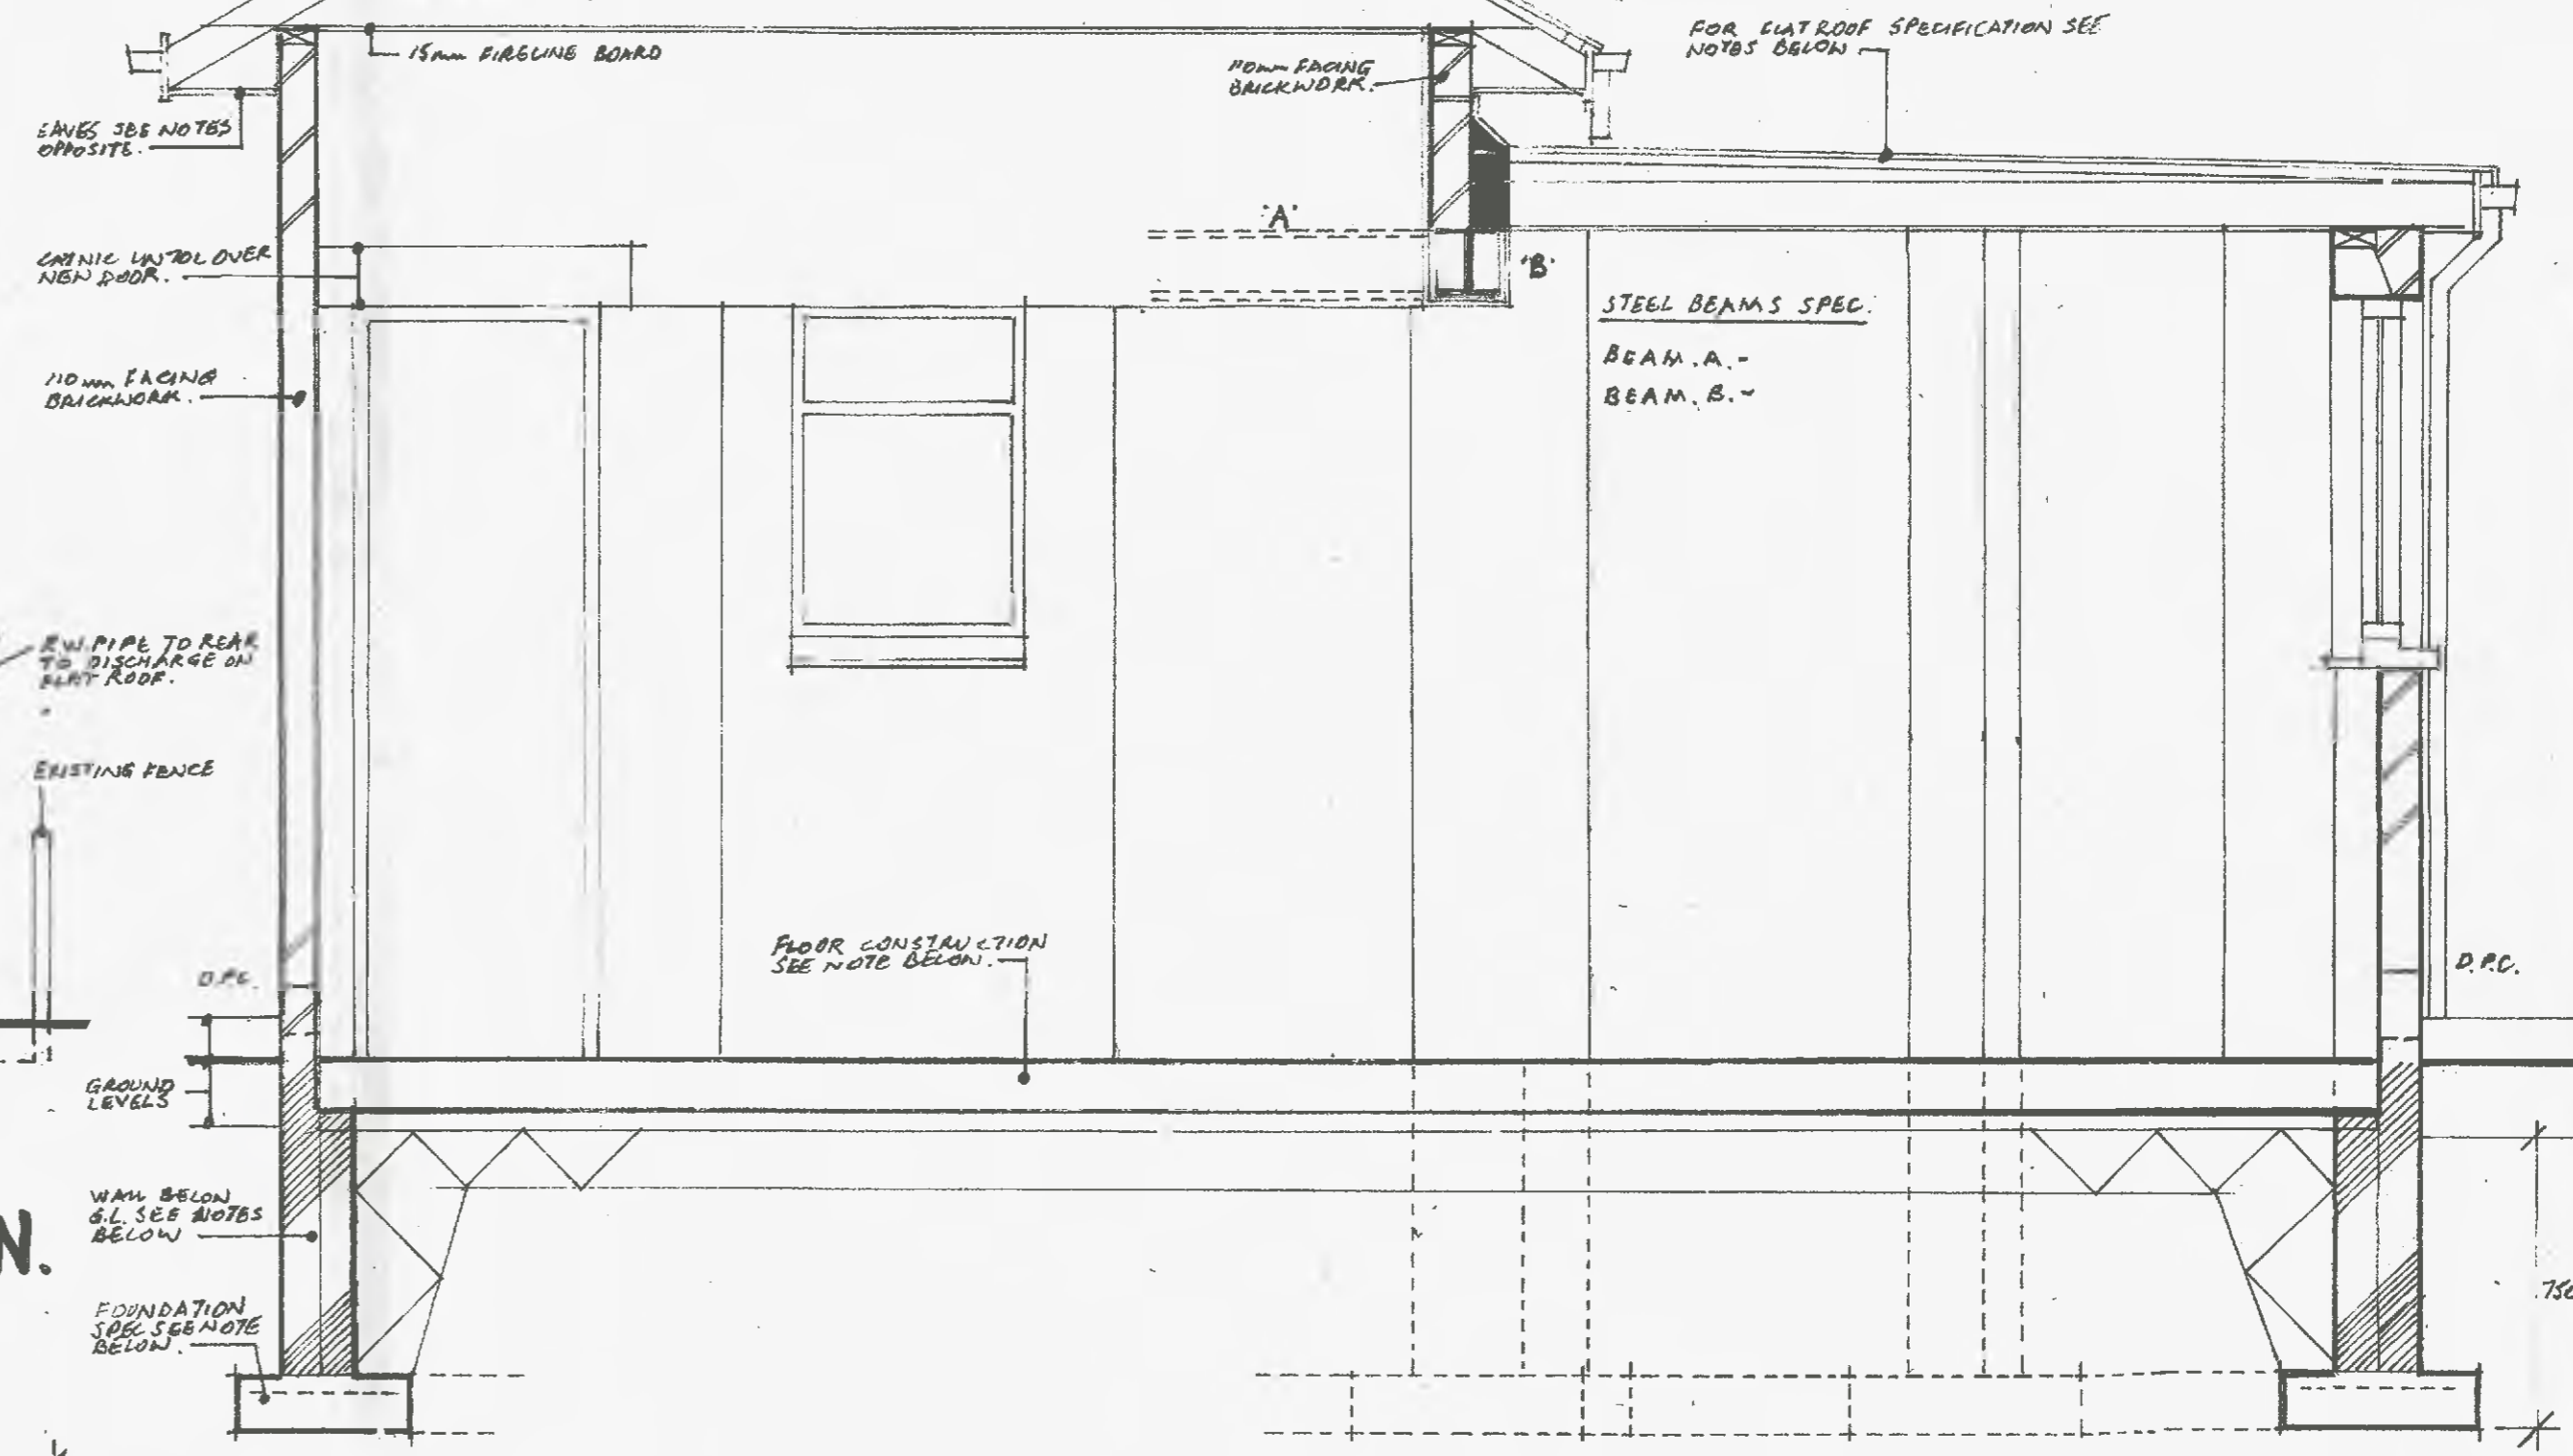 15mm FIRELINE BOARD
FOR FLAT ROOF SPECIFICATION SEE
NOTES BELOW
110mm FACING
BRICKWORK.
EAVES SEE NOTES
OPPOSITE.
'A'
'B'
CATNIC LINTOL OVER
NEW DOOR.
STEEL BEAMS SPEC:
BEAM. A. -
BEAM. B. -
110mm FACING
BRICKWORK.
R.W. PIPE TO REAR
TO DISCHARGE ON
FLAT ROOF.
EXISTING FENCE
FLOOR CONSTRUCTION
SEE NOTE BELOW.
D.P.C.
D.P.C.
GROUND
LEVELS
WALL BELOW
G.L. SEE NOTES
BELOW
N.
FOUNDATION
SPEC SEE NOTE
BELOW.